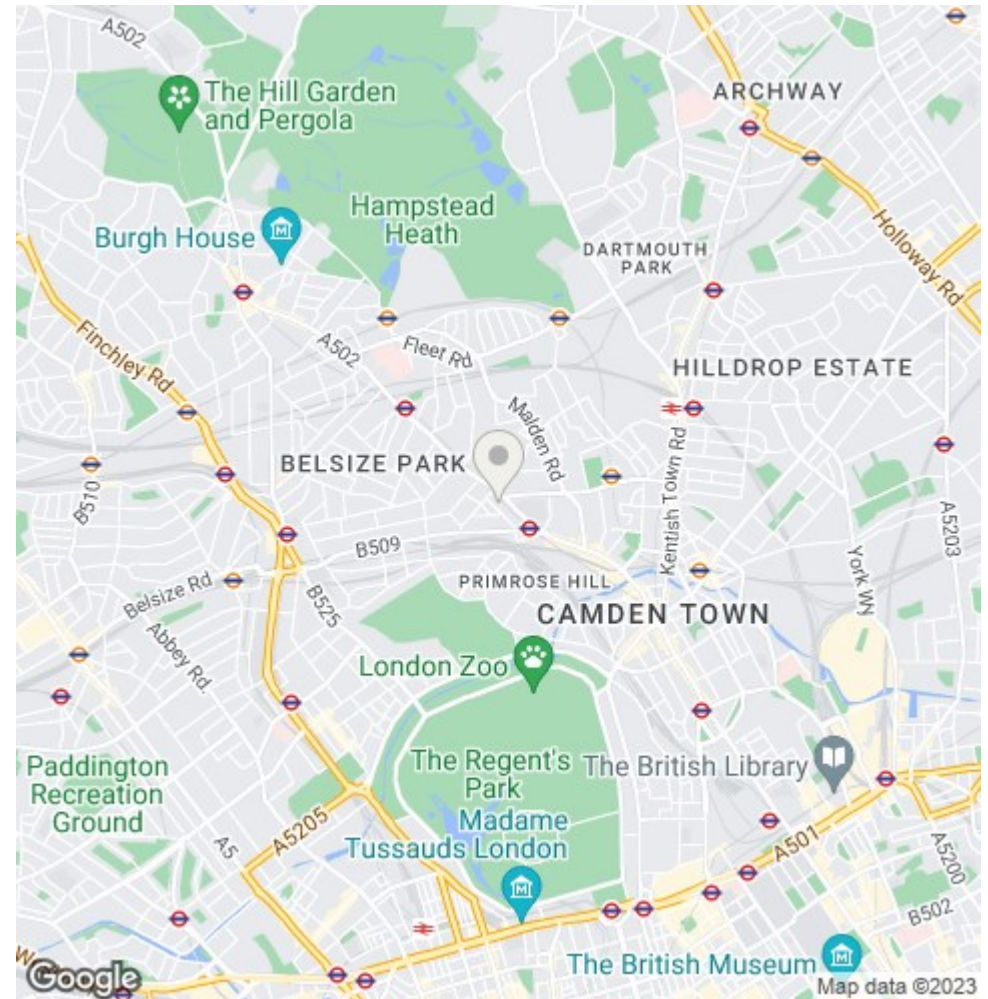 A502
The Hill Garden
and Pergola
ARCHWAY
Hampstead
Heath
Burgh House
DARTMOUTH
PARK
Holloway Rd
Finchley Rd
A502
Fleet Rd
HILLDROP ESTATE
Malden Rd
BELSIZE PARK
Kentish Town Rd
B510
A5203
B509
York Wy
PRIMROSE HILL
Belsize Rd
B525
CAMDEN TOWN
Abbey Rd.
London Zoo
The Regent's
Park
The British Library
Paddington
Recreation
Ground
Madame
Tussauds London
A5205
A5
A501
A5200
B502
The British Museum
Google
Map data ©2023